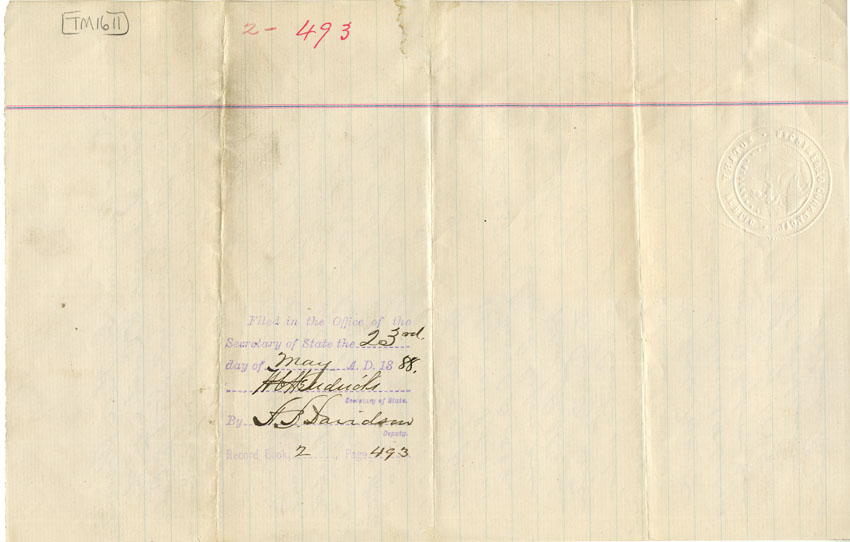 TM1611
2 - 493
Filed in the Office of the
Secretary of State the 23rd.
day of May A. D. 1888.
Secretary of State.
By F B Davidson
Deputy.
Record Book, 2, Page 493